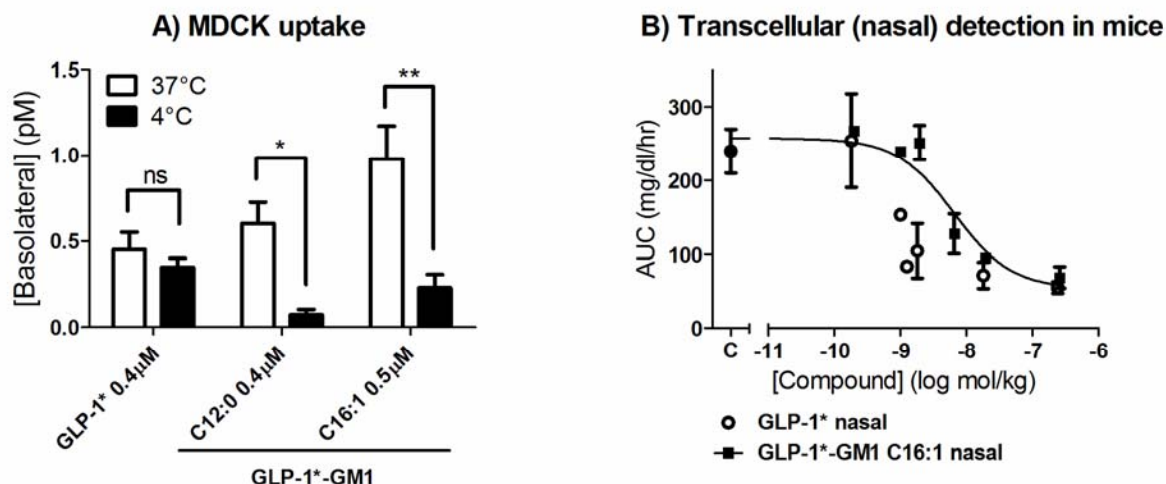 A) MDCK uptake
[Basolateral] (pM)
1.5
1.0
0.5
0.0
37°C
4°C
ns
*
**
GLP-1* 0.4µM
C12:0 0.4µM
C16:1 0.5µM
GLP-1*-GM1
B) Transcellular (nasal) detection in mice
AUC (mg/dl/hr)
300
200
100
0
C -11 -10 -9 -8 -7 -6
[Compound] (log mol/kg)
GLP-1* nasal
GLP-1*-GM1 C16:1 nasal